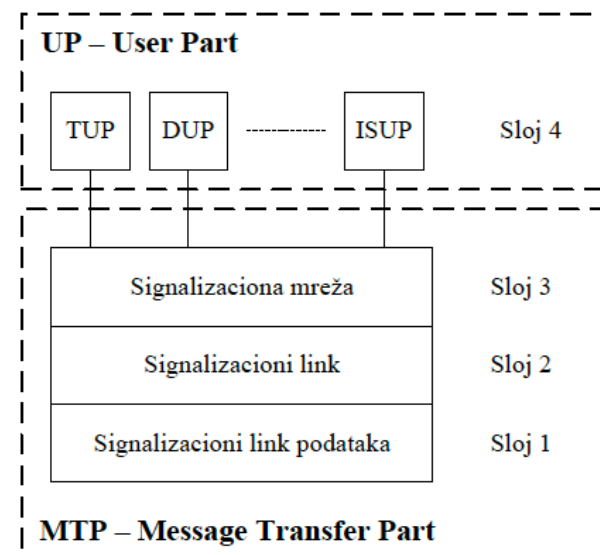 UP – User Part
TUP DUP ISUP Sloj 4
Signalizaciona mreža Sloj 3
Signalizacioni link Sloj 2
Signalizacioni link podataka Sloj 1
MTP – Message Transfer Part